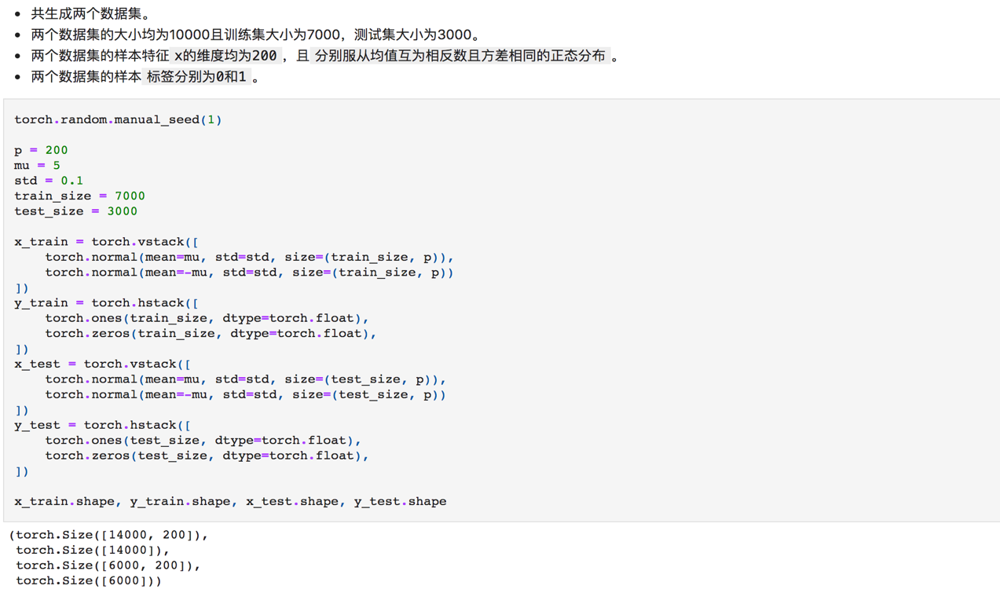 共生成两个数据集。
两个数据集的大小均为10000且训练集大小为7000，测试集大小为3000。
两个数据集的样本特征 x的维度均为200 ，且 分别服从均值互为相反数且方差相同的正态分布 。
两个数据集的样本 标签分别为0和1 。
torch.random.manual_seed(1)
p = 200
mu = 5
std = 0.1
train_size = 7000
test_size = 3000
x_train = torch.vstack([
    torch.normal(mean=mu, std=std, size=(train_size, p)),
    torch.normal(mean=-mu, std=std, size=(train_size, p))
])
y_train = torch.hstack([
    torch.ones(train_size, dtype=torch.float),
    torch.zeros(train_size, dtype=torch.float),
])
x_test = torch.vstack([
    torch.normal(mean=mu, std=std, size=(test_size, p)),
    torch.normal(mean=-mu, std=std, size=(test_size, p))
])
y_test = torch.hstack([
    torch.ones(test_size, dtype=torch.float),
    torch.zeros(test_size, dtype=torch.float),
])
x_train.shape, y_train.shape, x_test.shape, y_test.shape
(torch.Size([14000, 200]),
 torch.Size([14000]),
 torch.Size([6000, 200]),
 torch.Size([6000]))